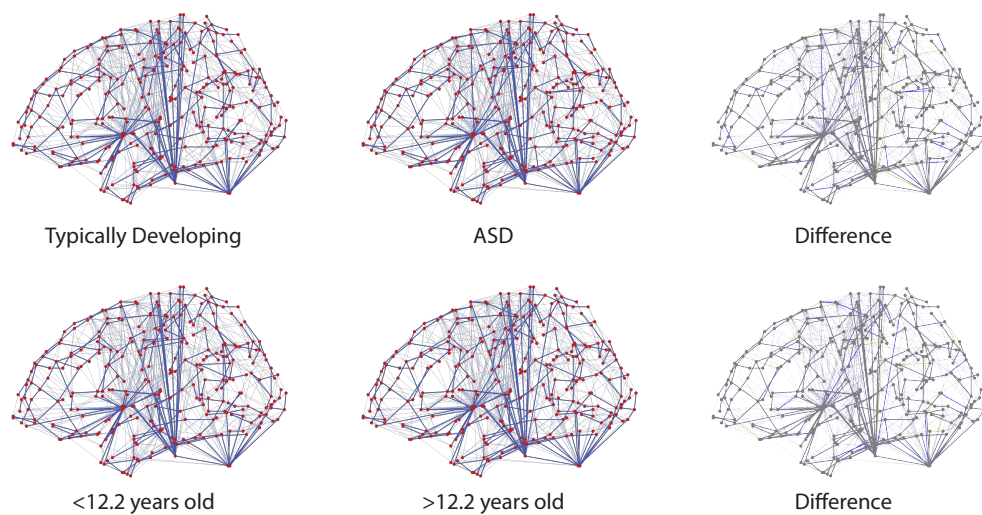 Typically Developing
ASD
Difference
<12.2 years old
>12.2 years old
Difference